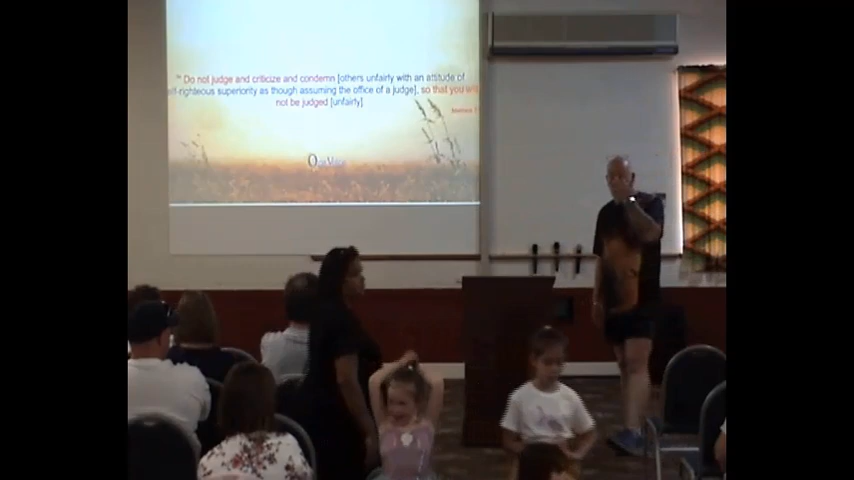 Do not judge and criticize and condemn [others unfairly with an attitude of
self-righteous superiority as though assuming the office of a judge], so that you will
not be judged [unfairly].